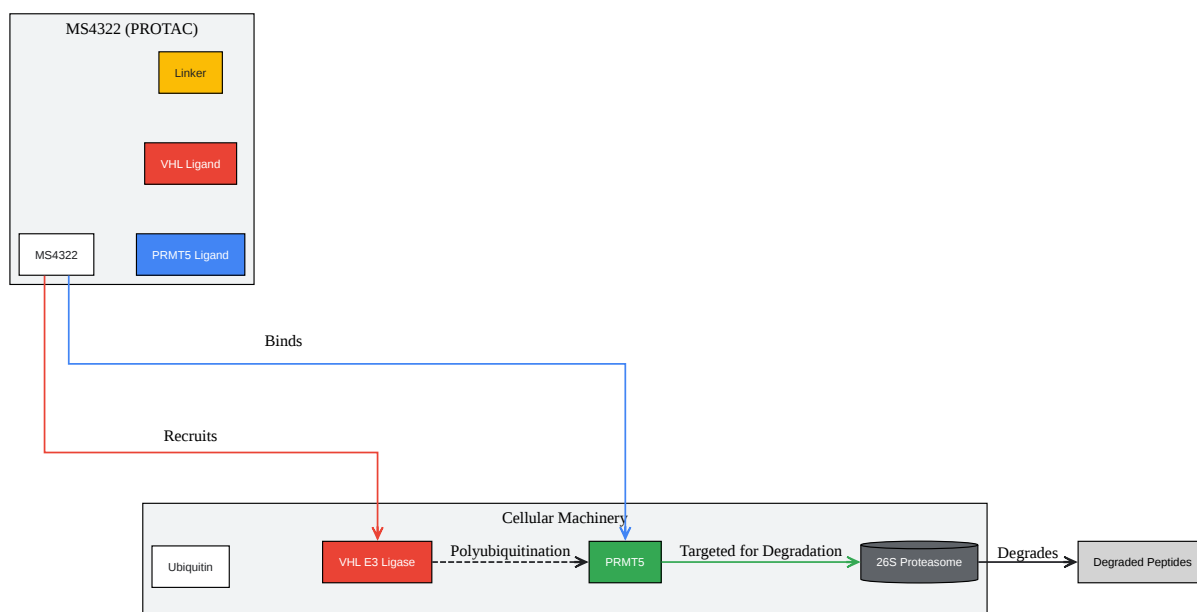 MS4322 (PROTAC)
Linker
VHL Ligand
MS4322
PRMT5 Ligand
Binds
Recruits
Cellular Machinery
Ubiquitin
VHL E3 Ligase
Polyubiquitination
PRMT5
Targeted for Degradation
26S Proteasome
Degrades
Degraded Peptides